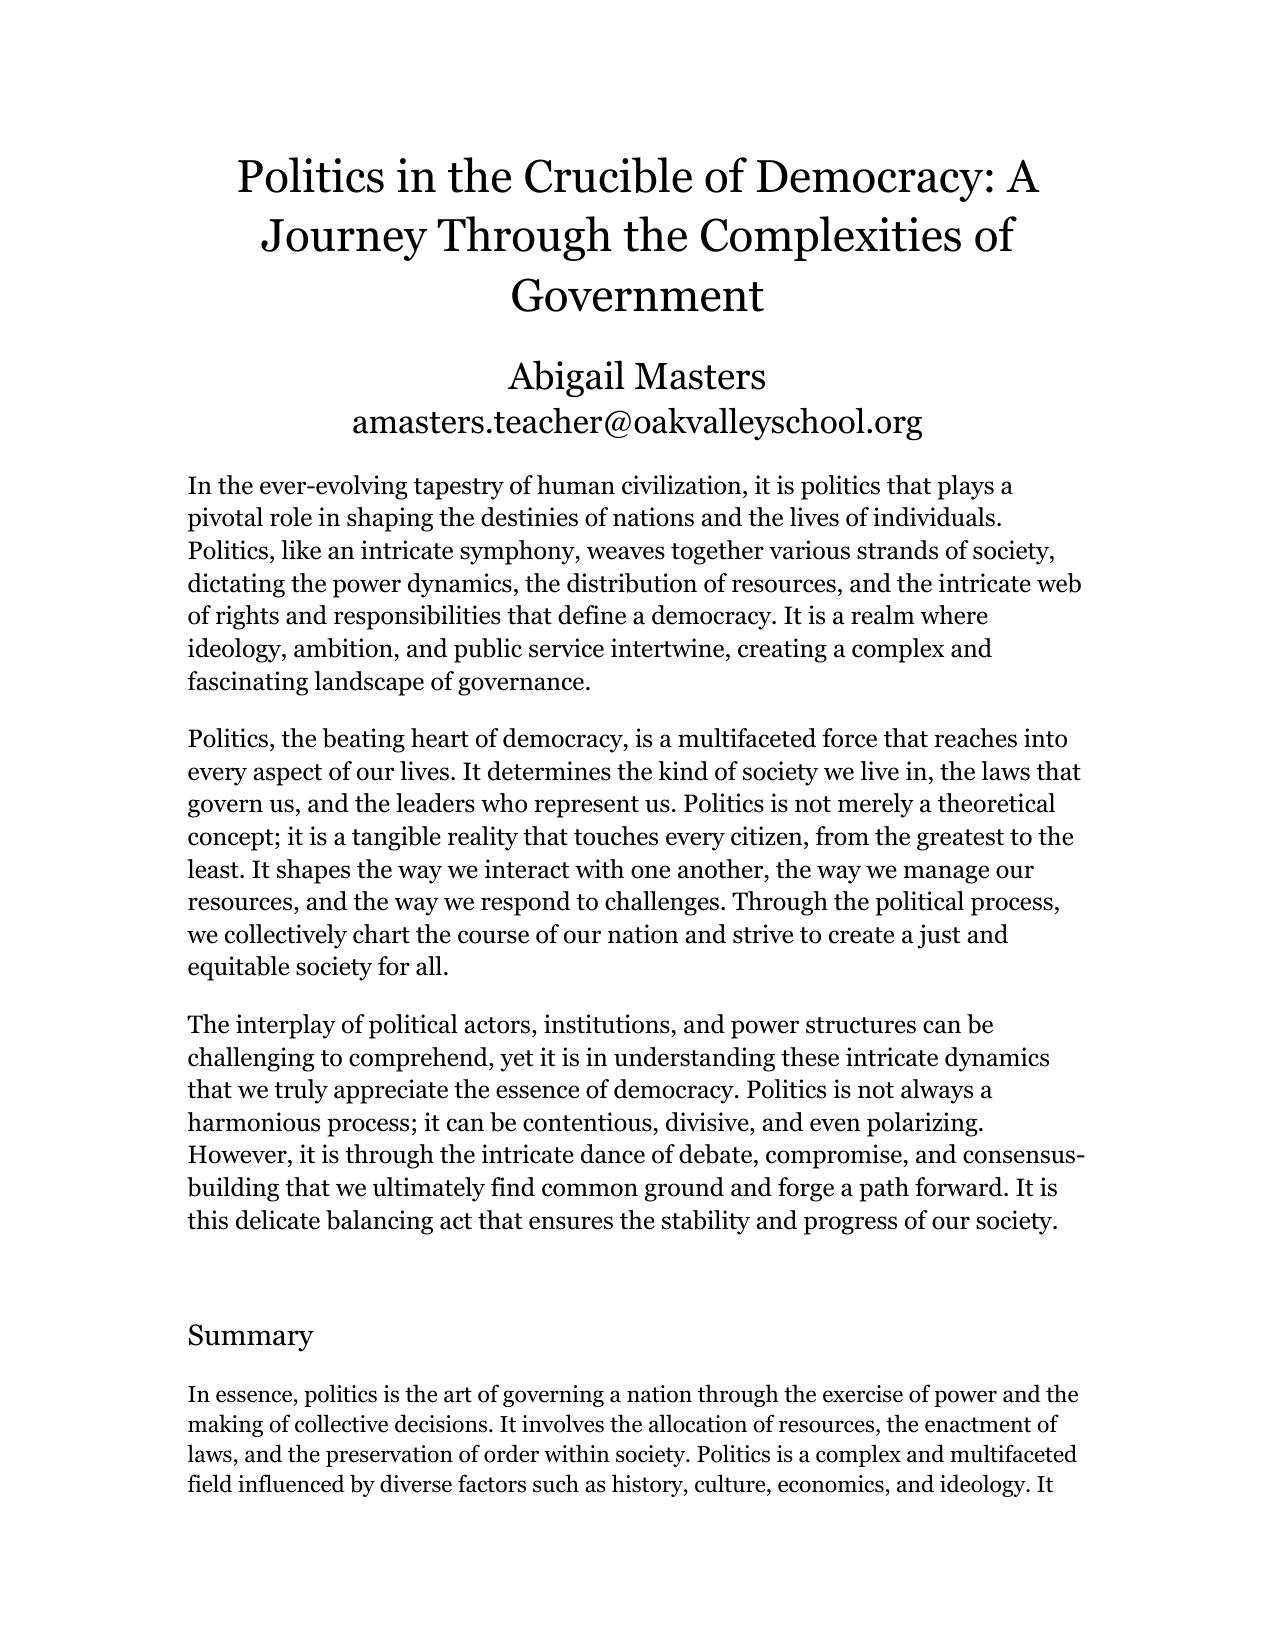 Politics in the Crucible of Democracy: A
Journey Through the Complexities of
Government
Abigail Masters
amasters.teacher@oakvalleyschool.org
In the ever-evolving tapestry of human civilization, it is politics that plays a
pivotal role in shaping the destinies of nations and the lives of individuals.
Politics, like an intricate symphony, weaves together various strands of society,
dictating the power dynamics, the distribution of resources, and the intricate web
of rights and responsibilities that define a democracy. It is a realm where
ideology, ambition, and public service intertwine, creating a complex and
fascinating landscape of governance.
Politics, the beating heart of democracy, is a multifaceted force that reaches into
every aspect of our lives. It determines the kind of society we live in, the laws that
govern us, and the leaders who represent us. Politics is not merely a theoretical
concept; it is a tangible reality that touches every citizen, from the greatest to the
least. It shapes the way we interact with one another, the way we manage our
resources, and the way we respond to challenges. Through the political process,
we collectively chart the course of our nation and strive to create a just and
equitable society for all.
The interplay of political actors, institutions, and power structures can be
challenging to comprehend, yet it is in understanding these intricate dynamics
that we truly appreciate the essence of democracy. Politics is not always a
harmonious process; it can be contentious, divisive, and even polarizing.
However, it is through the intricate dance of debate, compromise, and consensus-
building that we ultimately find common ground and forge a path forward. It is
this delicate balancing act that ensures the stability and progress of our society.
Summary
In essence, politics is the art of governing a nation through the exercise of power and the
making of collective decisions. It involves the allocation of resources, the enactment of
laws, and the preservation of order within society. Politics is a complex and multifaceted
field influenced by diverse factors such as history, culture, economics, and ideology. It